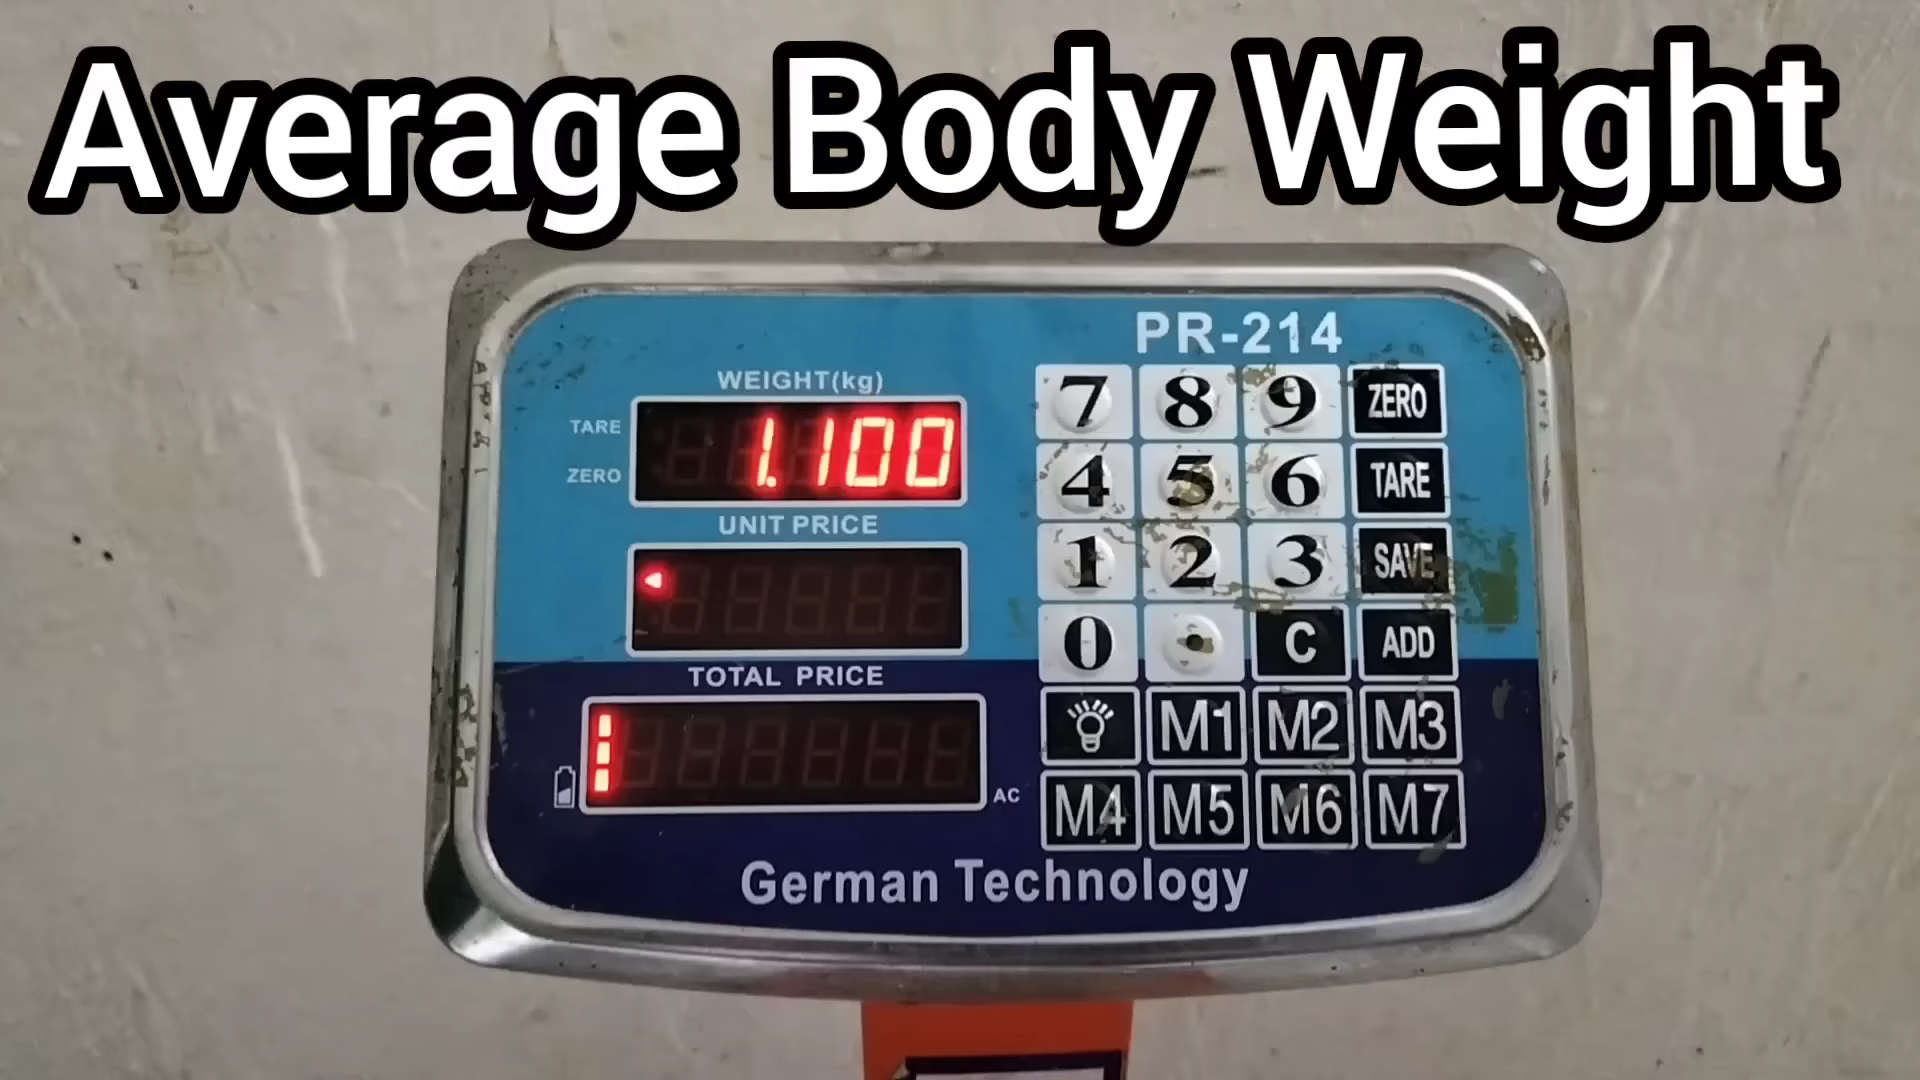 Average Body Weight
PR-214
WEIGHT(kg)
TARE
ZERO
1.100
UNIT PRICE
TOTAL PRICE
AC
7 8 9 ZERO
4 5 6 TARE
1 2 3 SAVE
0 . C ADD
M1 M2 M3
M4 M5 M6 M7
German Technology